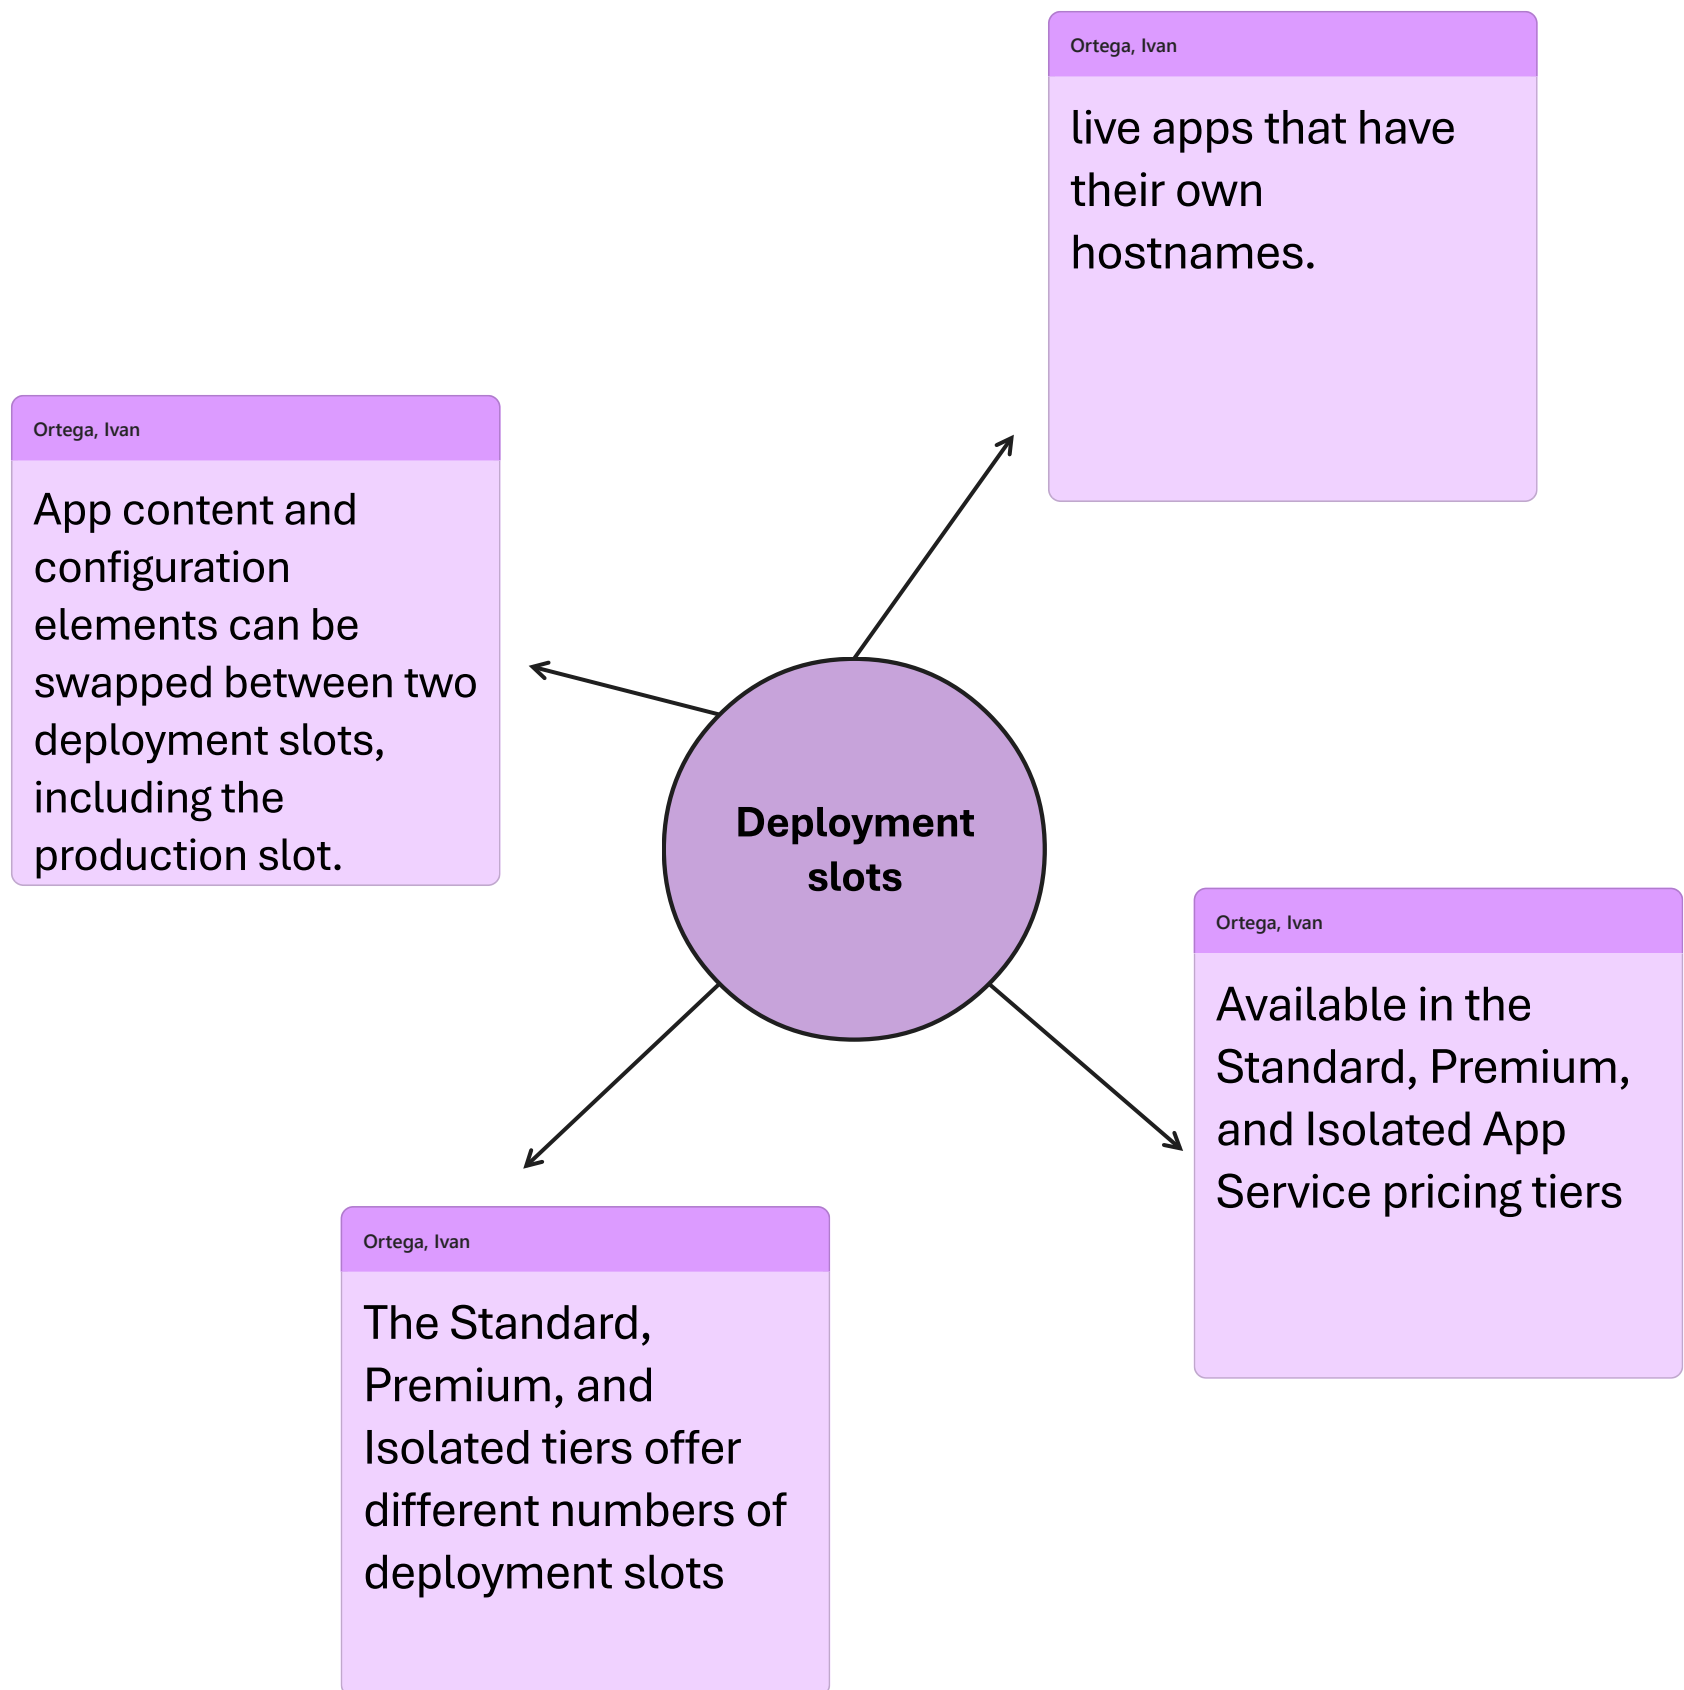 Ortega, Ivan
live apps that have
their own
hostnames.
Ortega, Ivan
App content and
configuration
elements can be
swapped between two
deployment slots,
including the
production slot.
Deployment
slots
Ortega, Ivan
Available in the
Standard, Premium,
and Isolated App
Service pricing tiers
Ortega, Ivan
The Standard,
Premium, and
Isolated tiers offer
different numbers of
deployment slots